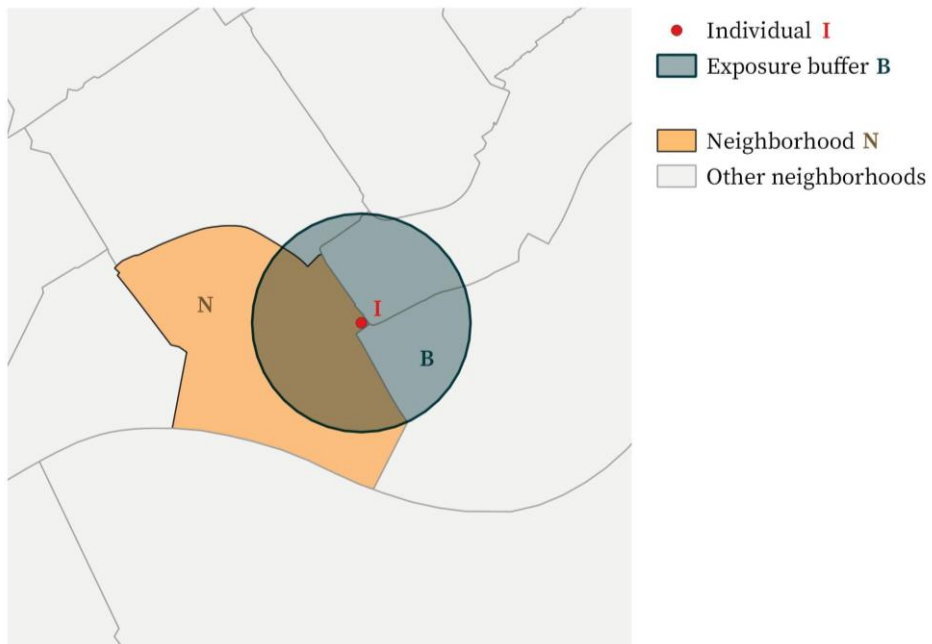 Individual I
Exposure buffer B
Neighborhood N
Other neighborhoods
N
I
B